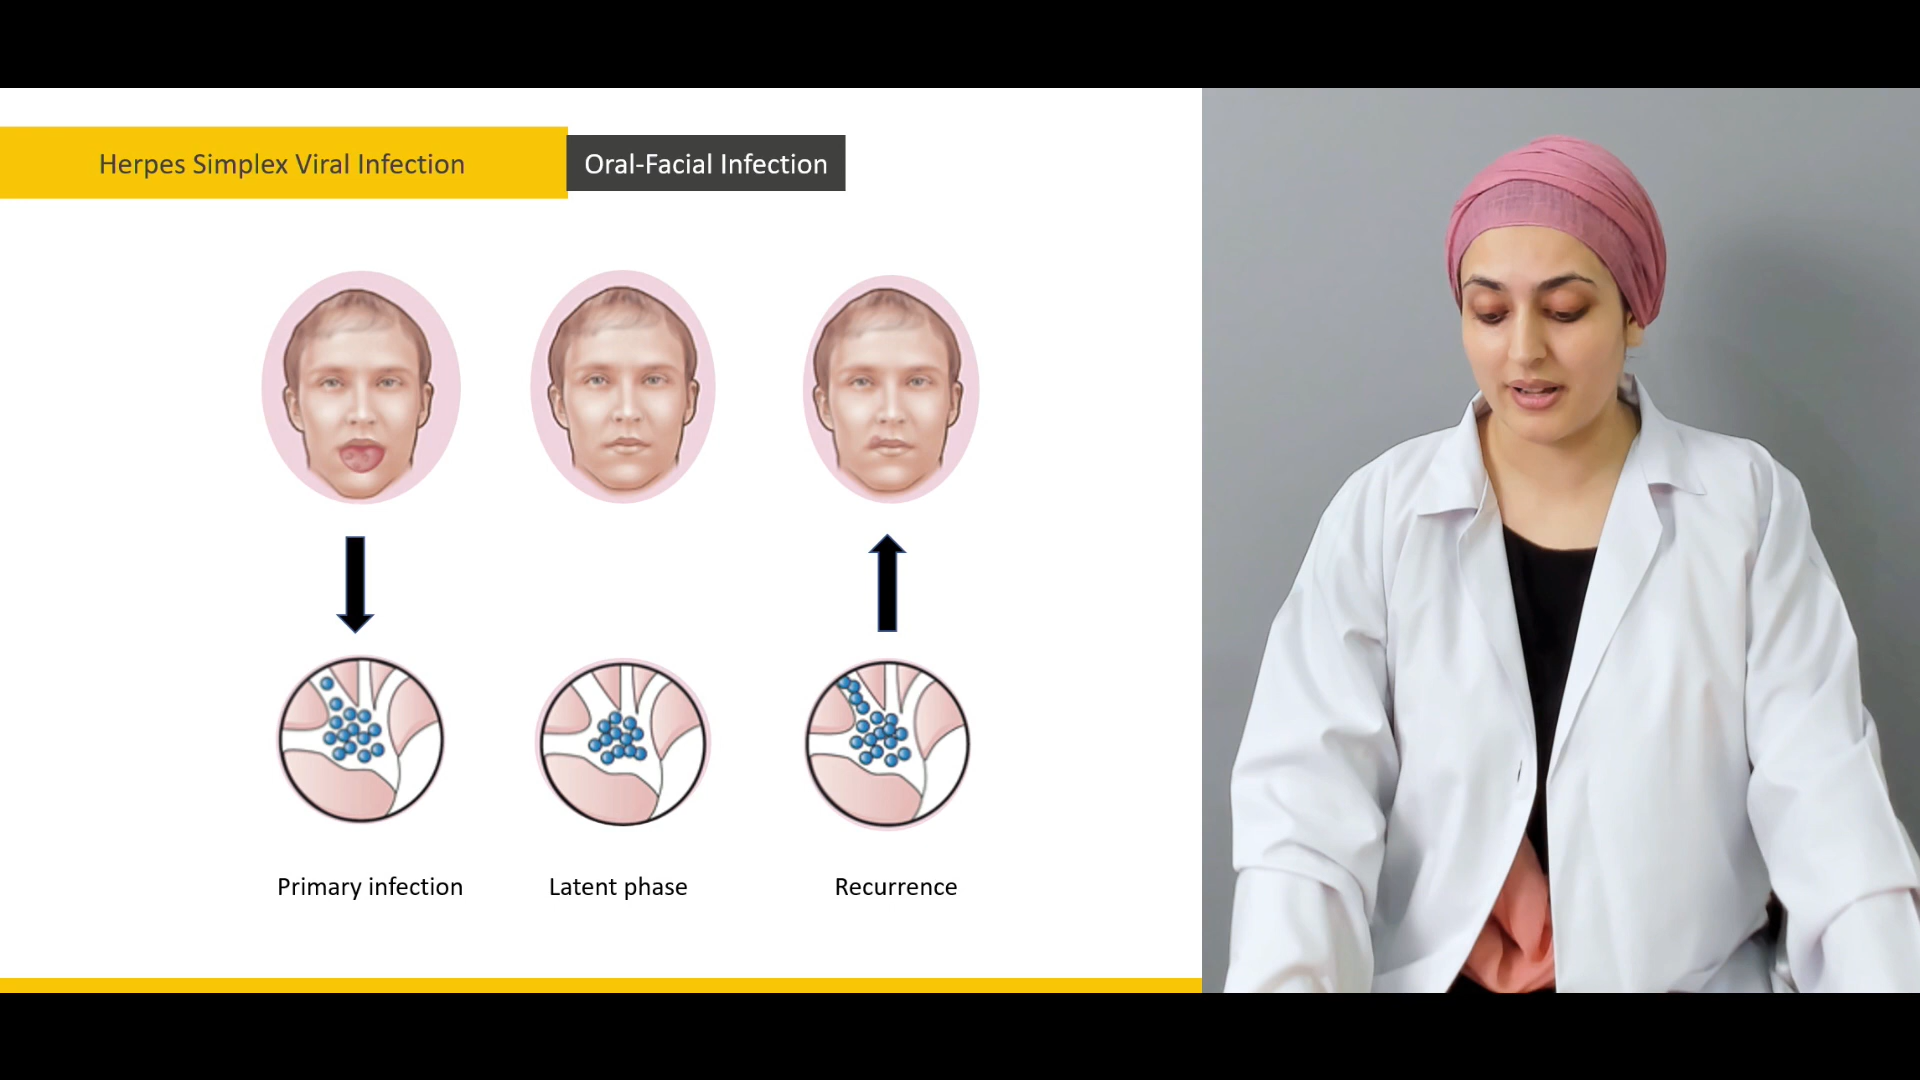 Herpes Simplex Viral Infection
Oral-Facial Infection
Primary infection
Latent phase
Recurrence